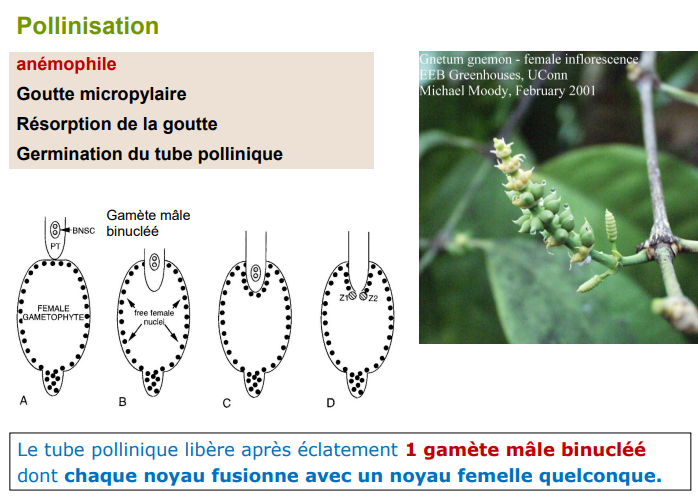 Pollinisation
anémophile
Goutte micropylaire
Résorption de la goutte
Germination du tube pollinique
Gnetum gnemon - female inflorescence
EEB Greenhouses, UConn
Michael Moody, February 2001
Gamète mâle
binucléé
BNSC
PT
FEMALE
GAMETOPHYTE
free female
nuclei
Z1
Z2
A
B
C
D
Le tube pollinique libère après éclatement 1 gamète mâle binucléé
dont chaque noyau fusionne avec un noyau femelle quelconque.